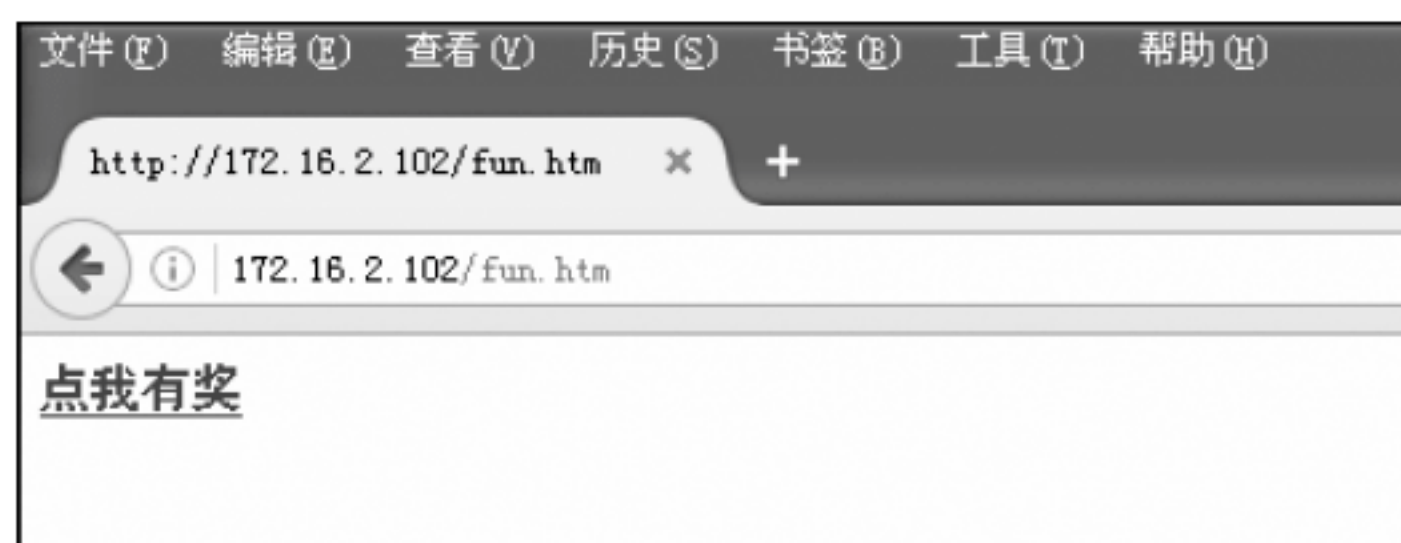 文件(F) 编辑(E) 查看(V) 历史(S) 书签(B) 工具(T) 帮助(H)
http://172.16.2.102/fun.htm
172.16.2.102/fun.htm
点我有奖